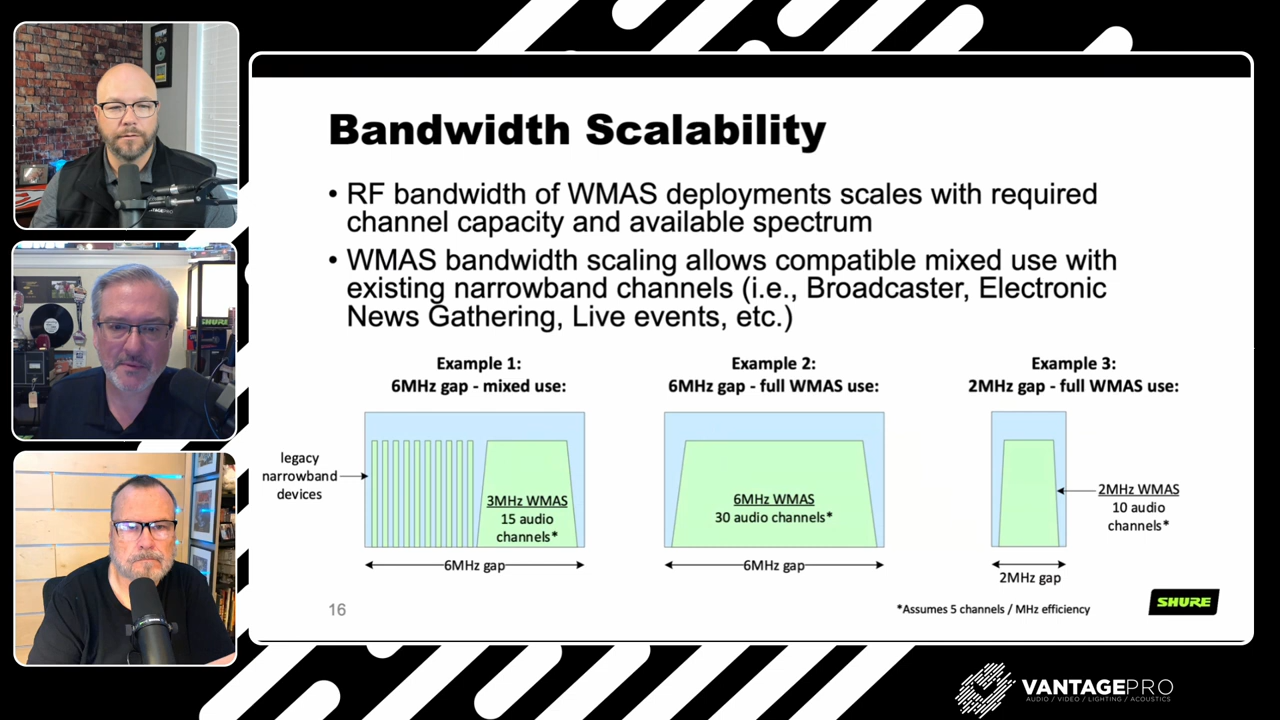 Bandwidth Scalability
• RF bandwidth of WMAS deployments scales with required
channel capacity and available spectrum
• WMAS bandwidth scaling allows compatible mixed use with
existing narrowband channels (i.e., Broadcaster, Electronic
News Gathering, Live events, etc.)
Example 1:
6MHz gap - mixed use:
legacy
narrowband
devices
3MHz WMAS
15 audio
channels*
6MHz gap
Example 2:
6MHz gap - full WMAS use:
6MHz WMAS
30 audio channels*
6MHz gap
Example 3:
2MHz gap - full WMAS use:
2MHz WMAS
10 audio
channels*
2MHz gap
16
*Assumes 5 channels / MHz efficiency
SHURE
VANTAGEPRO
AUDIO / VIDEO / LIGHTING / ACOUSTICS
SHURE